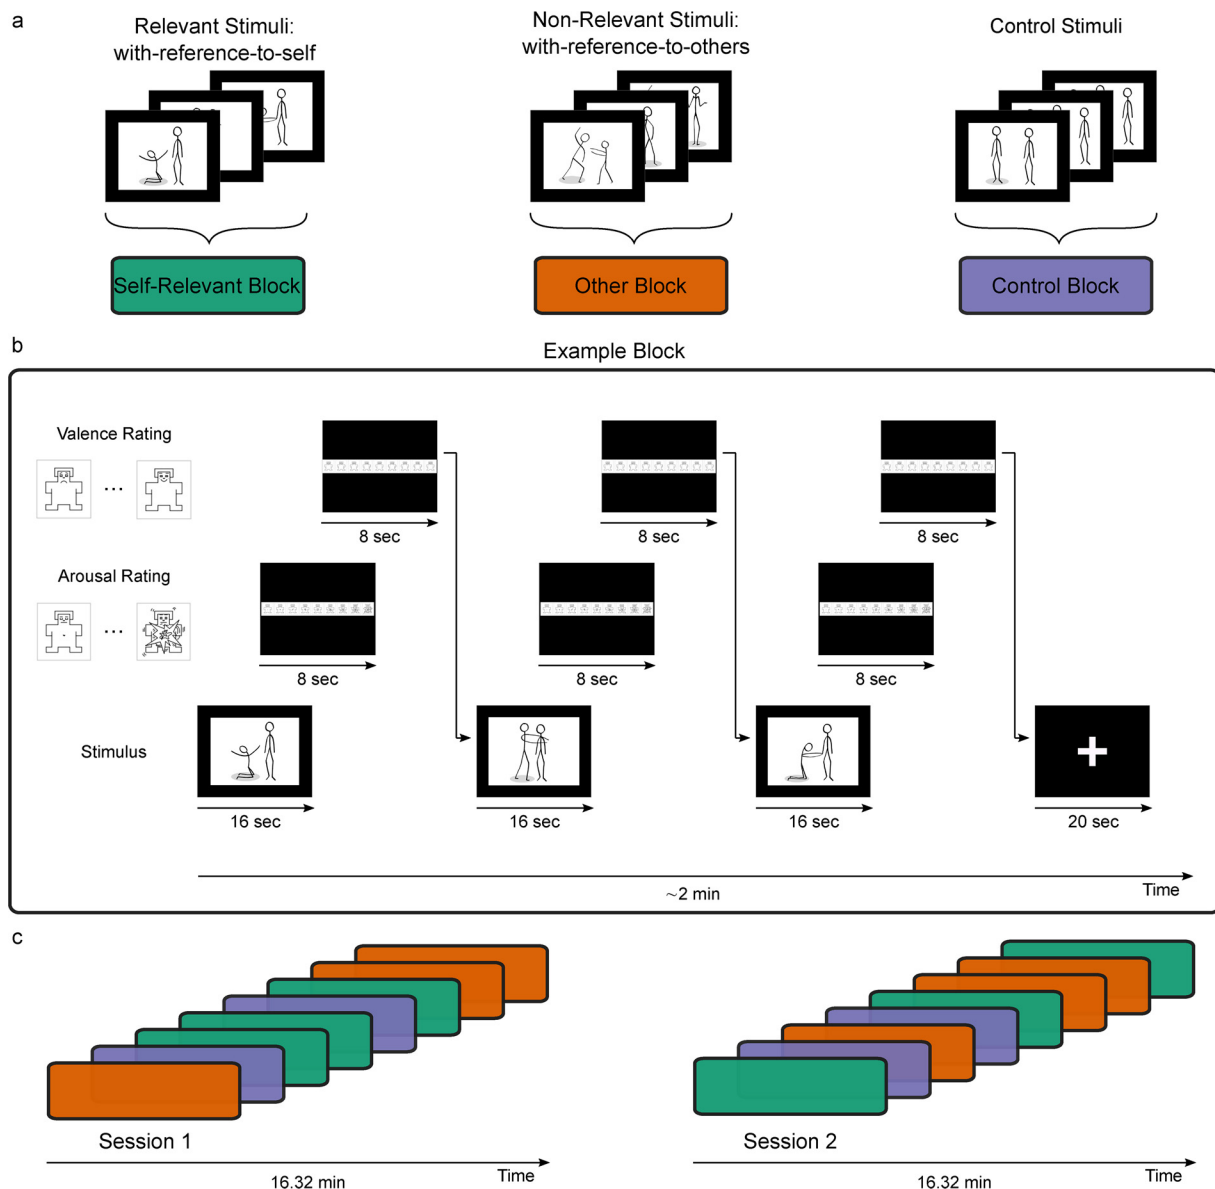 a
Relevant Stimuli:
with-reference-to-self
Non-Relevant Stimuli:
with-reference-to-others
Control Stimuli
Self-Relevant Block
Other Block
Control Block
b
Example Block
Valence Rating
...
8 sec
8 sec
8 sec
Arousal Rating
...
8 sec
8 sec
8 sec
Stimulus
16 sec
16 sec
16 sec
20 sec
~2 min
Time
c
Session 1
16.32 min
Time
Session 2
16.32 min
Time